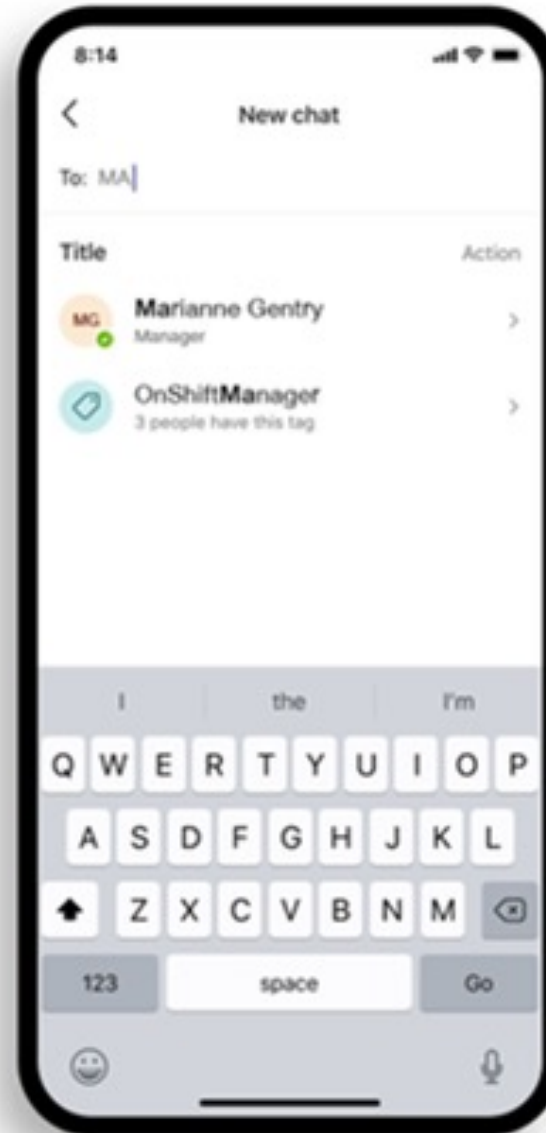 8:14
New chat
To: MA
Title Action
MG Marianne Gentry
Manager
OnShiftManager
3 people have this tag
I the I'm
Q W E R T Y U I O P
A S D F G H J K L
Z X C V B N M
123 space Go